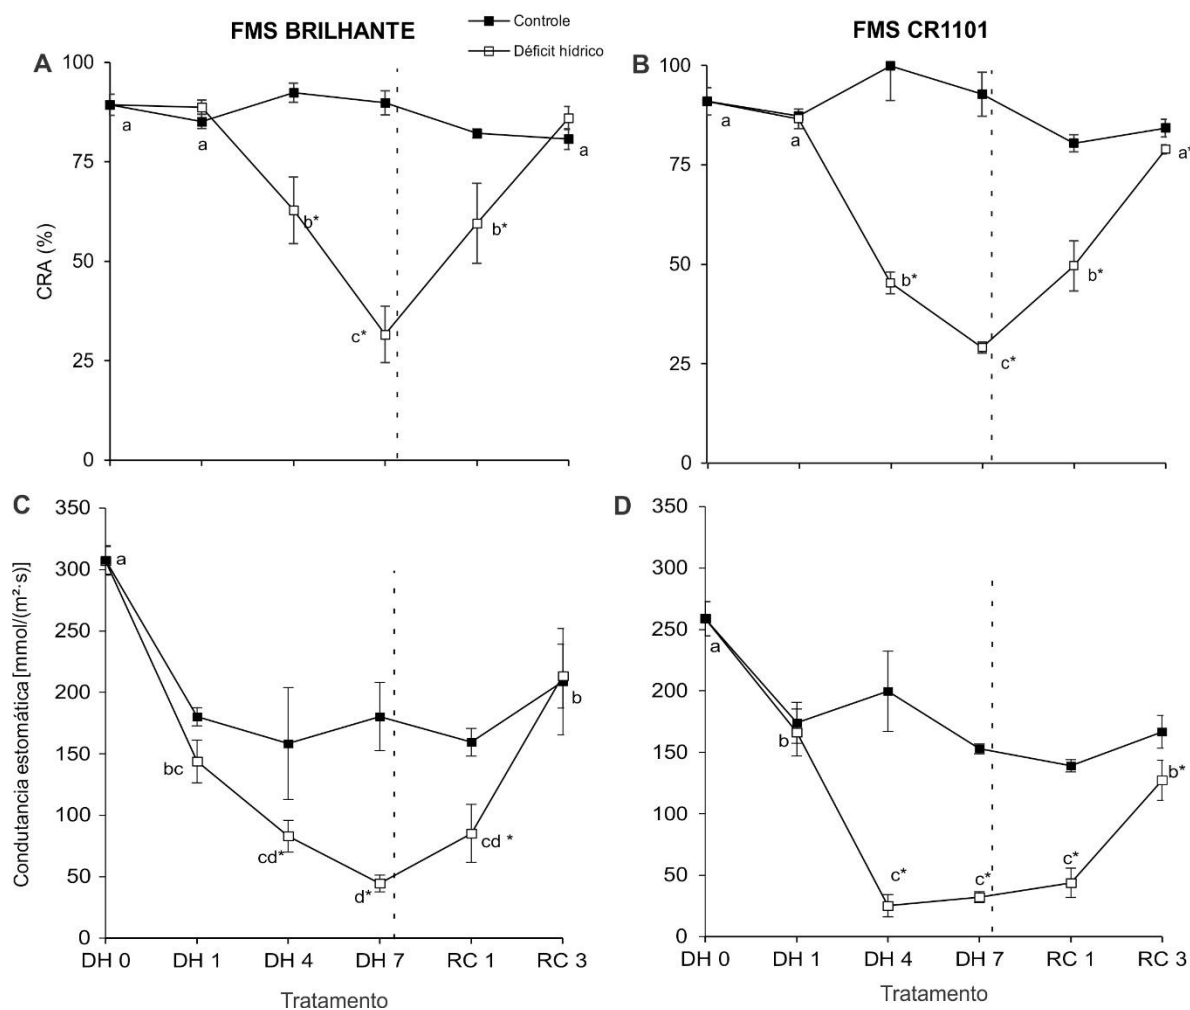 FMS BRILHANTE
Controle
Déficit hídrico
FMS CR1101
A
CRA (%)
100
75
50
25
0
a
a
b*
c*
b*
a
B
100
75
50
25
0
a
a
b*
c*
b*
a*
C
Condutancia estomática [mmol/(m²·s)]
350
300
250
200
150
100
50
0
a
bc
cd*
d*
cd *
b
DH 0 DH 1 DH 4 DH 7 RC 1 RC 3
Tratamento
D
350
300
250
200
150
100
50
0
a
b
c*
c*
c*
b*
DH 0 DH 1 DH 4 DH 7 RC 1 RC 3
Tratamento